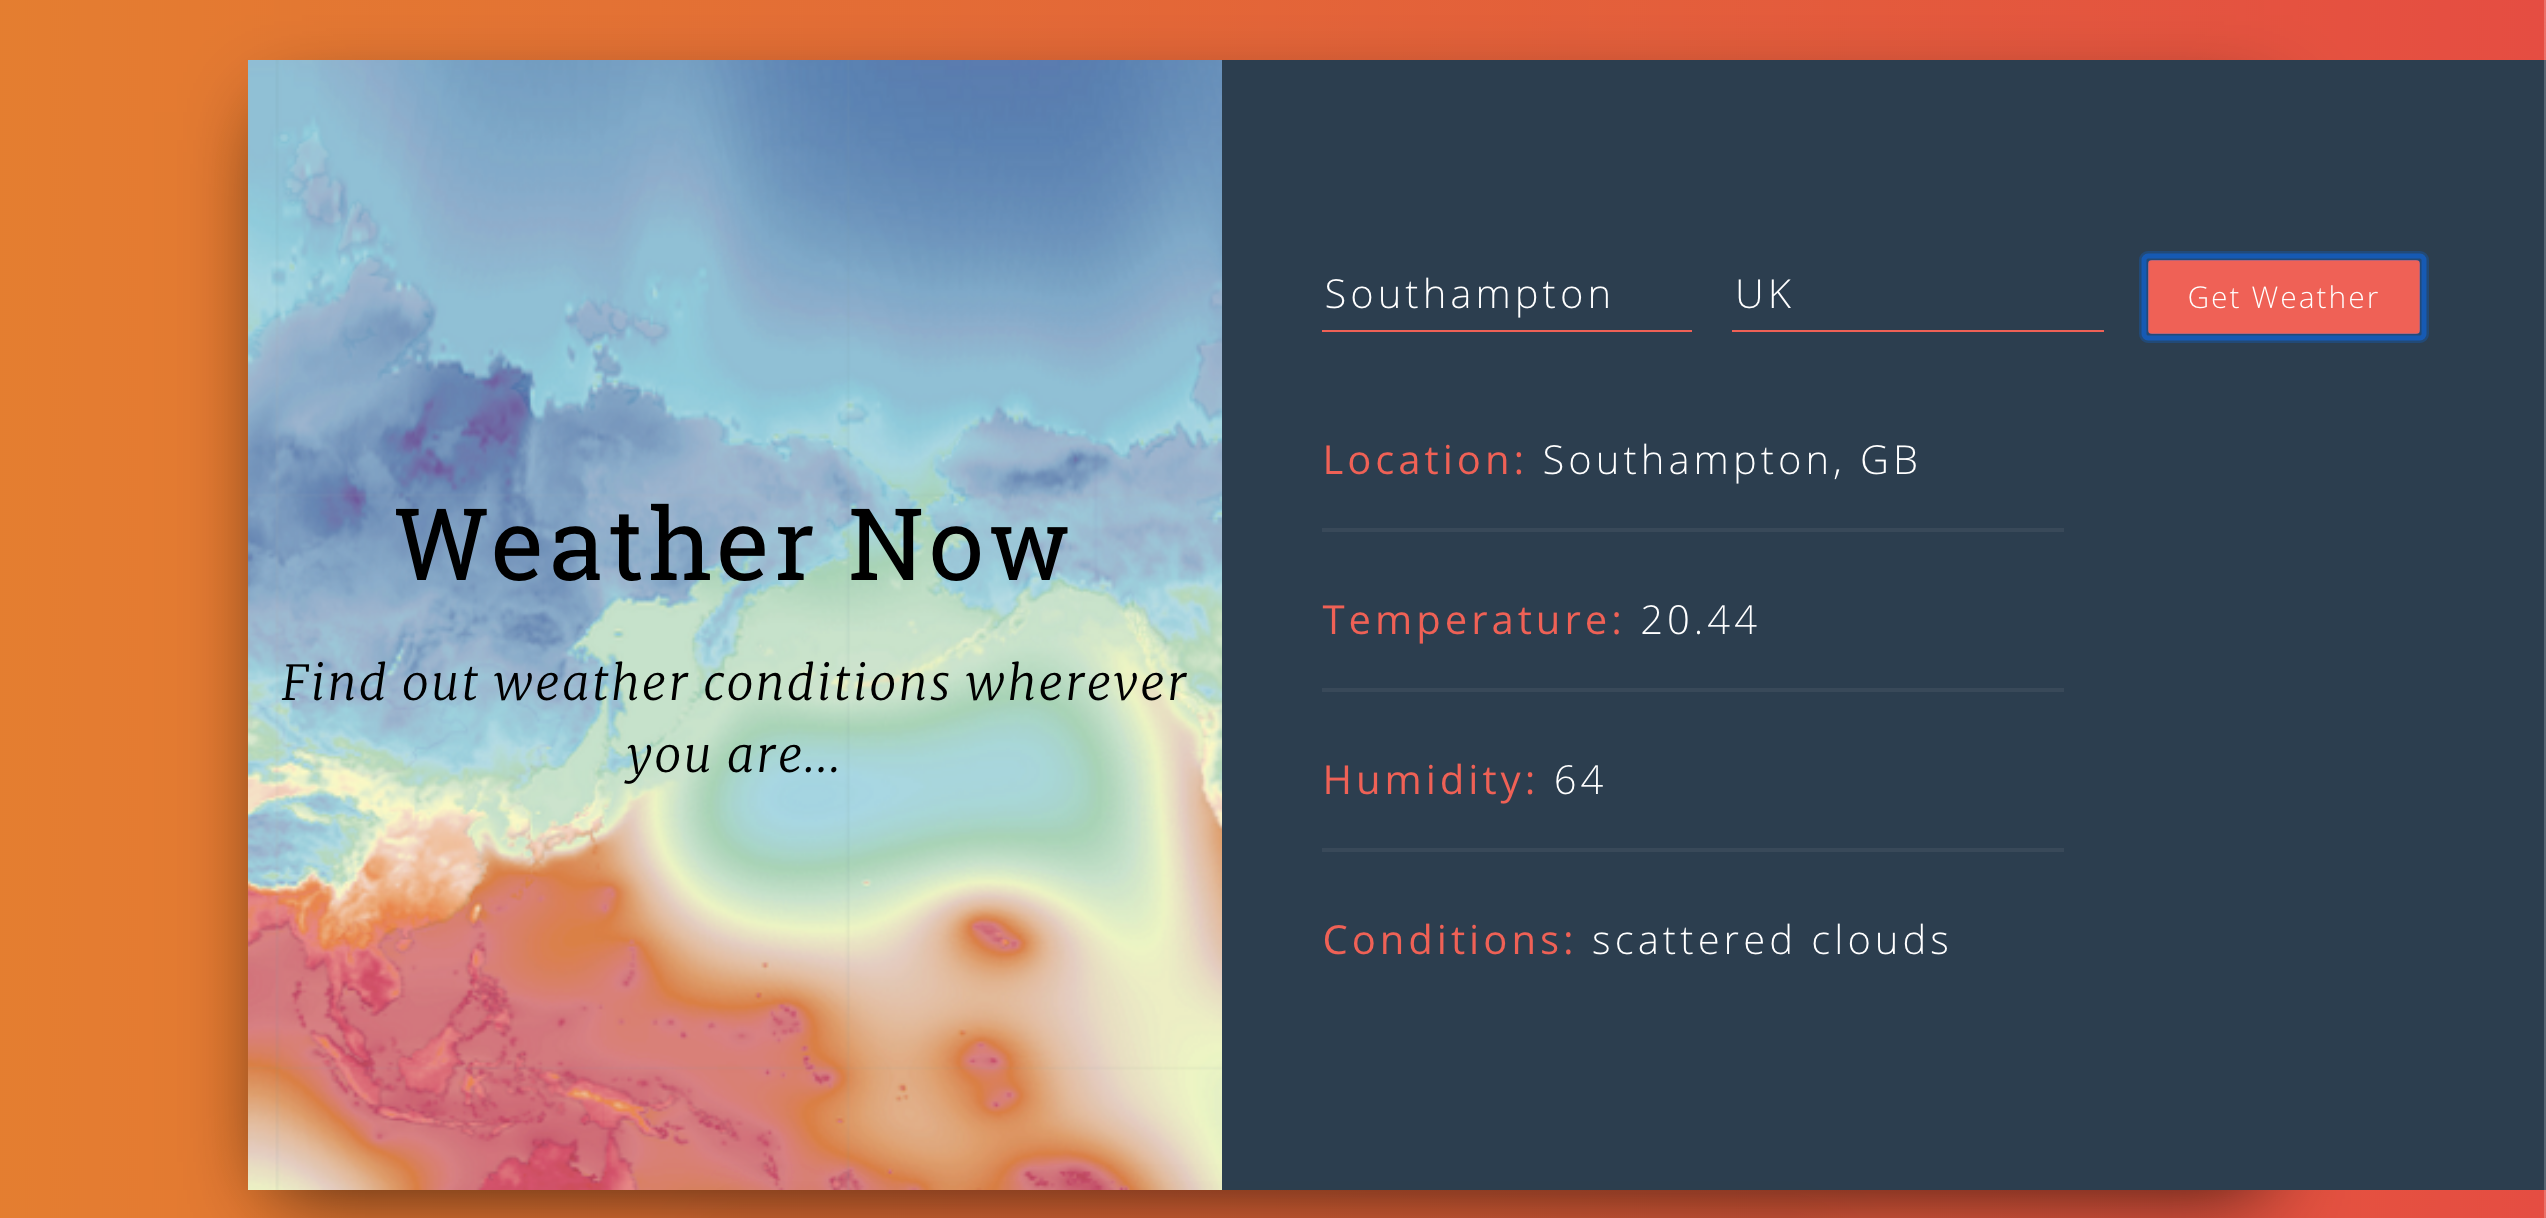 Weather Now
Find out weather conditions wherever
you are...
Southampton
UK
Get Weather
Location: Southampton, GB
Temperature: 20.44
Humidity: 64
Conditions: scattered clouds